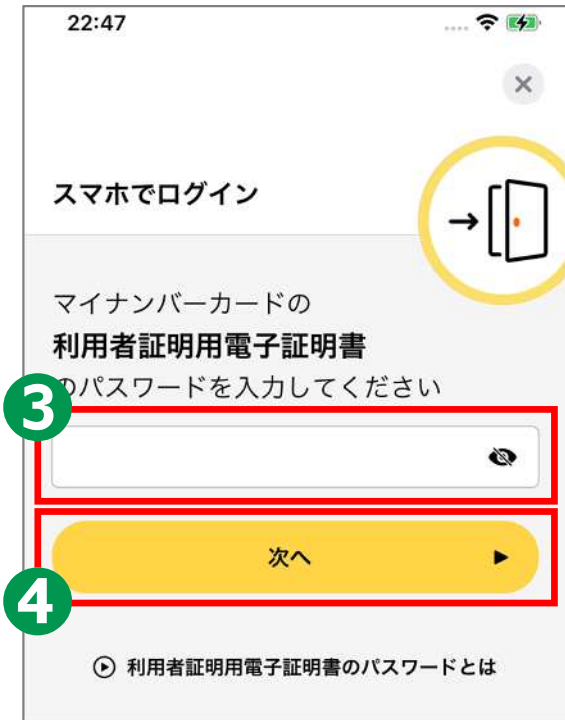 22:47
スマホでログイン
マイナンバーカードの
利用者証明用電子証明書
のパスワードを入力してください
3
次へ
4
利用者証明用電子証明書のパスワードとは